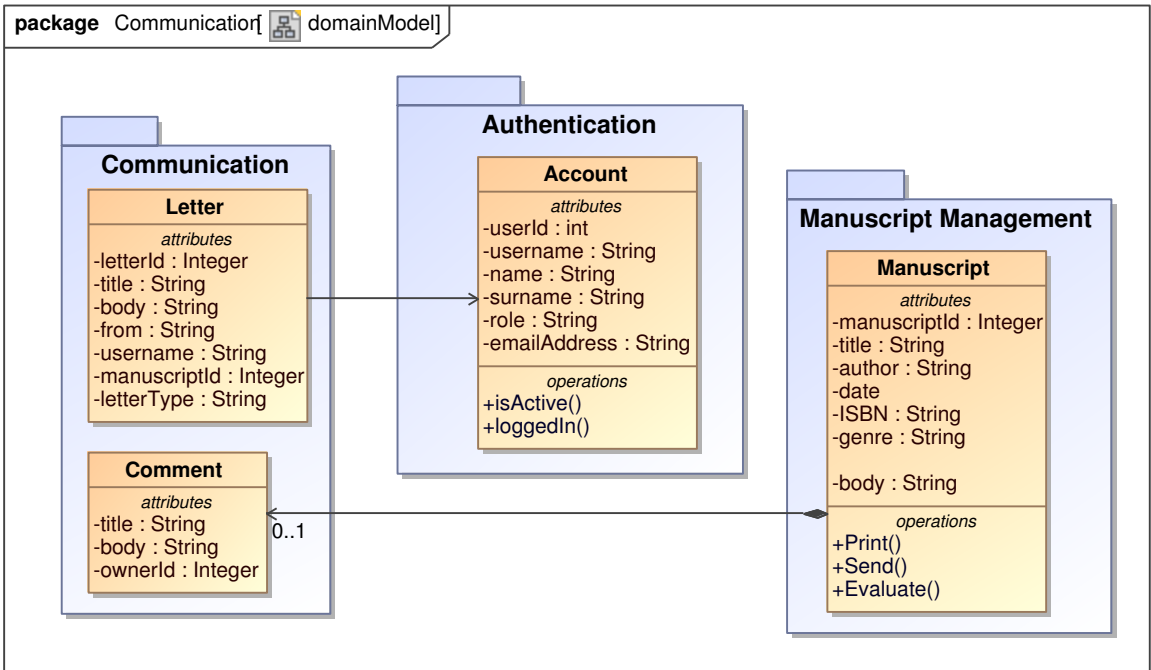 package Communication[ domainModel]
Communication
Letter
attributes
-letterId : Integer
-title : String
-body : String
-from : String
-username : String
-manuscriptId : Integer
-letterType : String
Comment
attributes
-title : String
-body : String
-ownerId : Integer
0..1
Authentication
Account
attributes
-userId : int
-username : String
-name : String
-surname : String
-role : String
-emailAddress : String
operations
+isActive()
+loggedIn()
Manuscript Management
Manuscript
attributes
-manuscriptId : Integer
-title : String
-author : String
-date
-ISBN : String
-genre : String
-body : String
operations
+Print()
+Send()
+Evaluate()